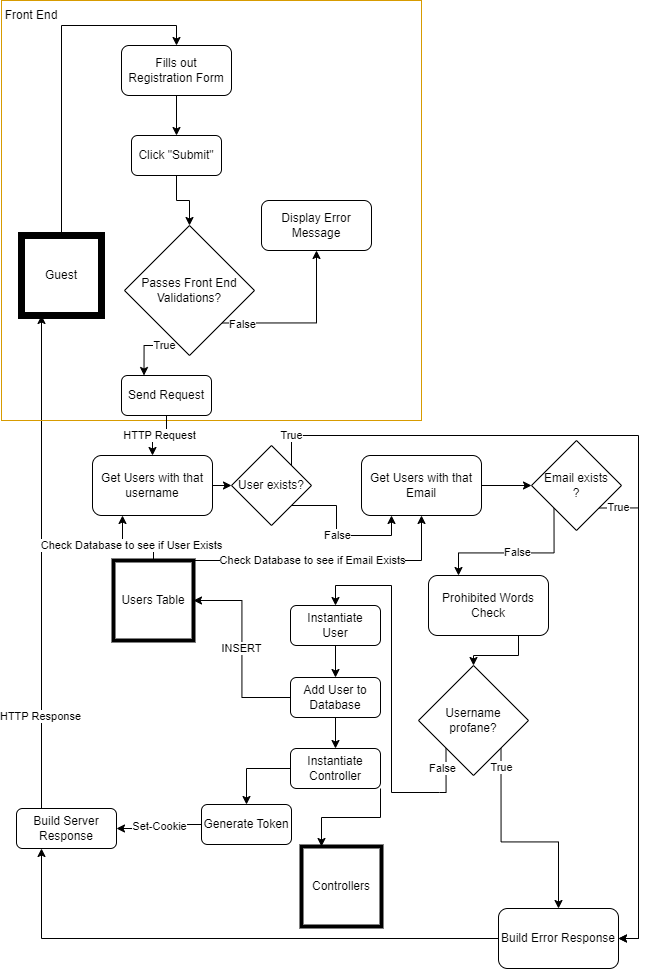 Front End
Fills out
Registration Form
Click "Submit"
Display Error
Message
Guest
Passes Front End
Validations?
False
True
Send Request
HTTP Request
True
Get Users with that
username
User exists?
Get Users with that
Email
Email exists
?
True
False
Check Database to see if User Exists
False
Check Database to see if Email Exists
Users Table
Instantiate
User
Prohibited Words
Check
INSERT
Add User to
Database
Username
profane?
HTTP Response
Instantiate
Controller
False
True
Build Server
Response
Set-Cookie
Generate Token
Controllers
Build Error Response